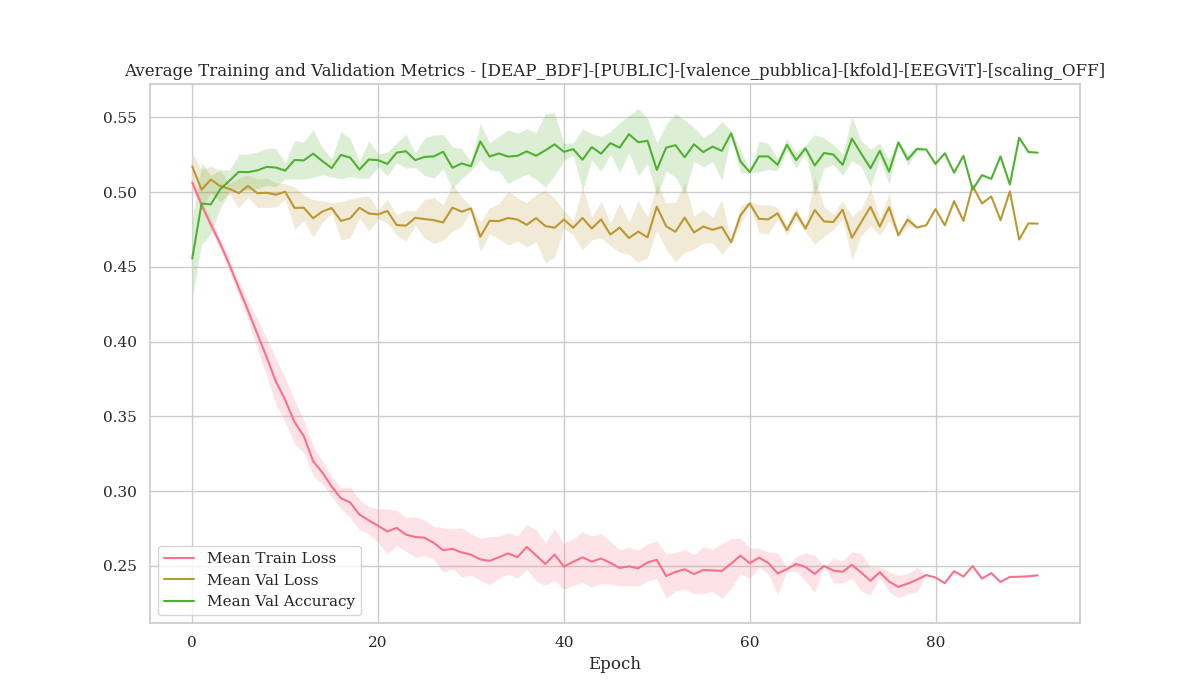 Average Training and Validation Metrics - [DEAP_BDF]-[PUBLIC]-[valence_pubblica]-[kfold]-[EEGViT]-[scaling_OFF]
0.55
0.50
0.45
0.40
0.35
0.30
0.25
Mean Train Loss
Mean Val Loss
Mean Val Accuracy
0 20 40 60 80
Epoch